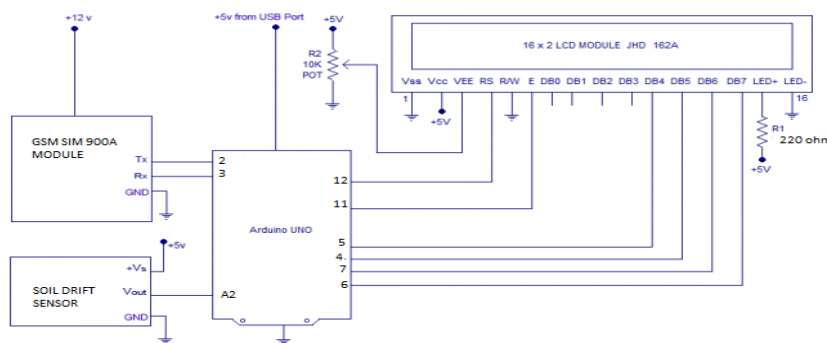 +12 v
+5v from USB Port
+5V
R2
10K
POT
16 x 2 LCD MODULE JHD 162A
Vss Vcc VEE RS R/W E DB0 DB1 DB2 DB3 DB4 DB5 DB6 DB7 LED+ LED-
1
16
+5V
R1
220 ohm
+5V
GSM SIM 900A
MODULE
Tx
Rx
GND
2
3
12
11
Arduino UNO
5
4.
7
6
+5v
SOIL DRIFT
SENSOR
+Vs
Vout
GND
A2